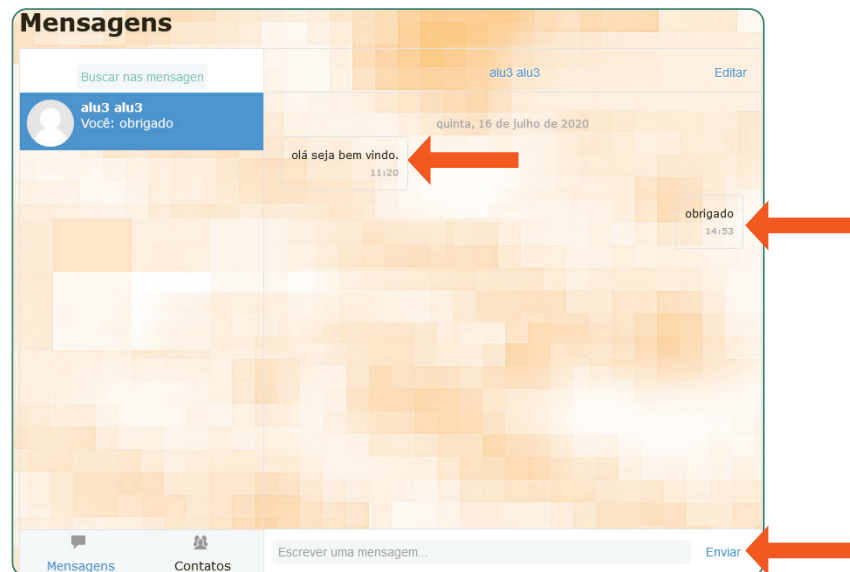 Mensagens
Buscar nas mensagen
alu3 alu3
Editar
alu3 alu3
Você: obrigado
quinta, 16 de julho de 2020
olá seja bem vindo.
11:20
obrigado
14:53
Mensagens
Contatos
Escrever uma mensagem...
Enviar